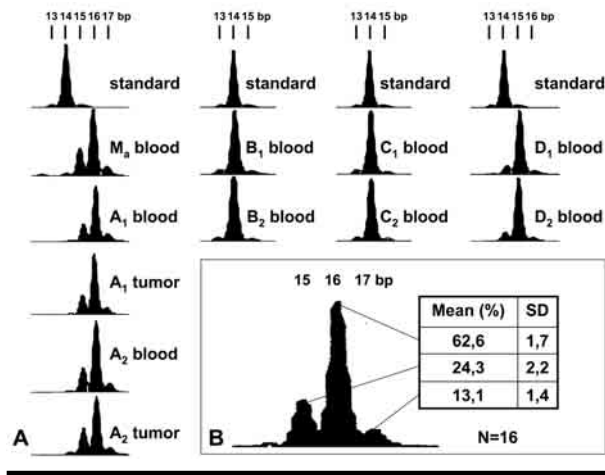 13 14 15 16 17 bp
13 14 15 bp
13 14 15 bp
13 14 15 16 bp
standard
standard
standard
standard
Ma blood
B1 blood
C1 blood
D1 blood
A1 blood
B2 blood
C2 blood
D2 blood
A1 tumor
A2 blood
A2 tumor
A
15 16 17 bp
Mean (%) SD
62,6 1,7
24,3 2,2
13,1 1,4
B
N=16